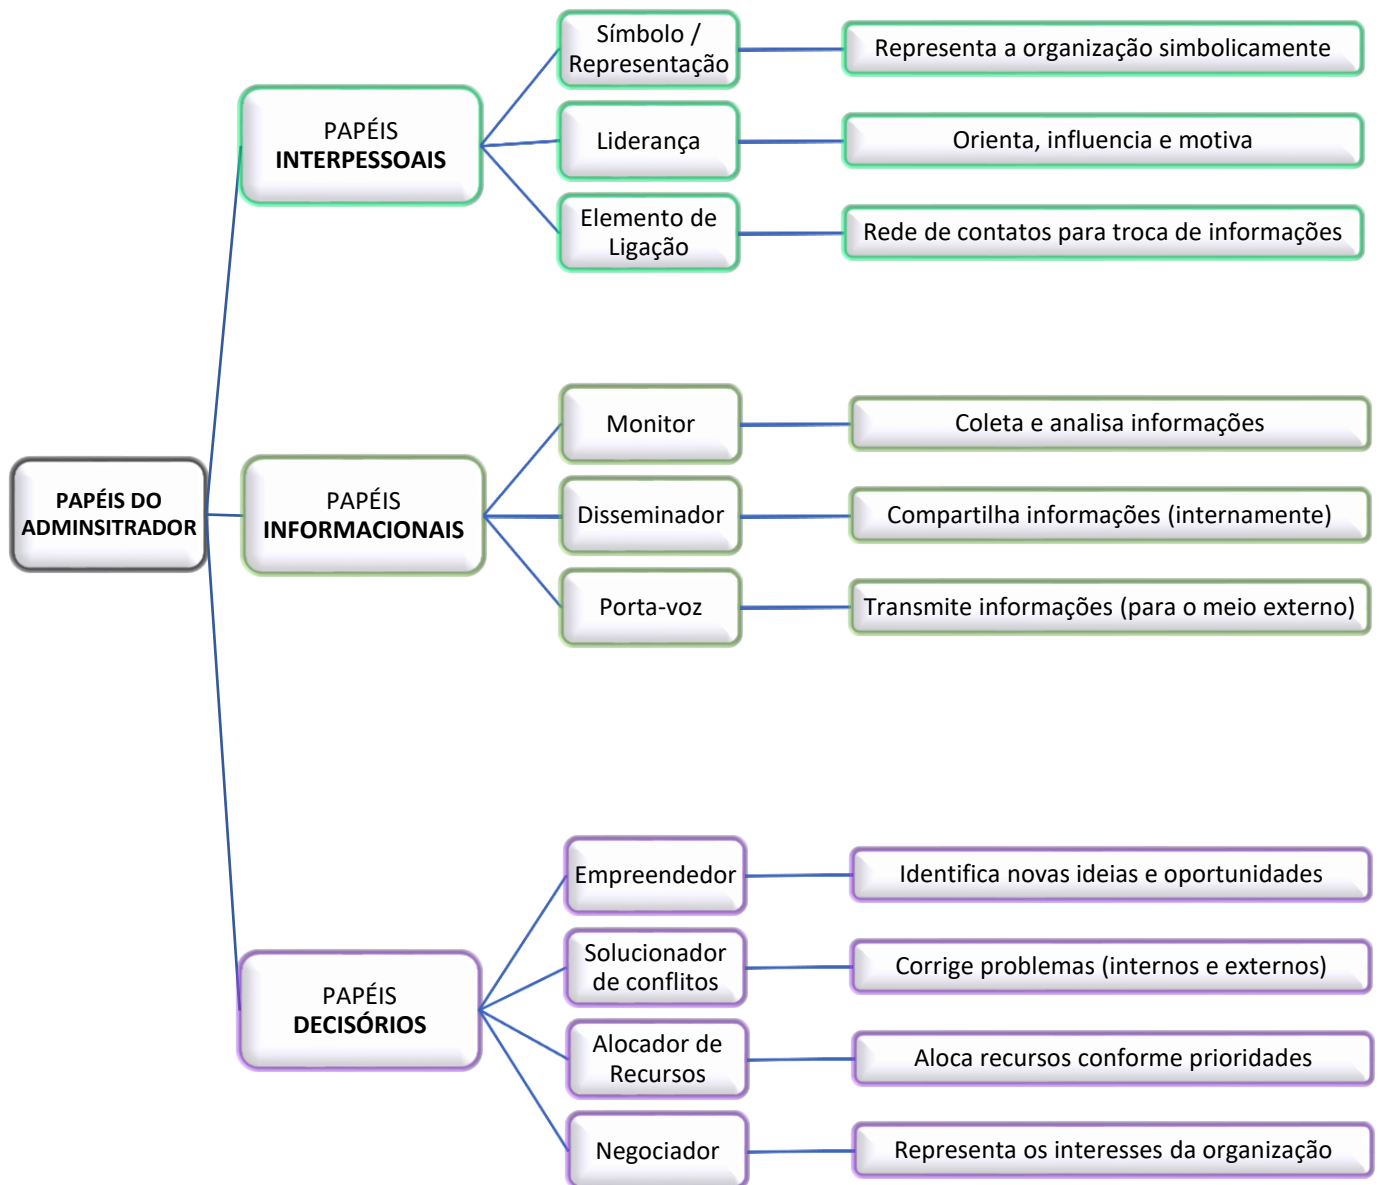 PAPÉIS DO
ADMINSITRADOR
PAPÉIS
INTERPESSOAIS
Símbolo /
Representação
Representa a organização simbolicamente
Liderança
Orienta, influencia e motiva
Elemento de
Ligação
Rede de contatos para troca de informações
PAPÉIS
INFORMACIONAIS
Monitor
Coleta e analisa informações
Disseminador
Compartilha informações (internamente)
Porta-voz
Transmite informações (para o meio externo)
PAPÉIS
DECISÓRIOS
Empreendedor
Identifica novas ideias e oportunidades
Solucionador
de conflitos
Corrige problemas (internos e externos)
Alocador de
Recursos
Aloca recursos conforme prioridades
Negociador
Representa os interesses da organização